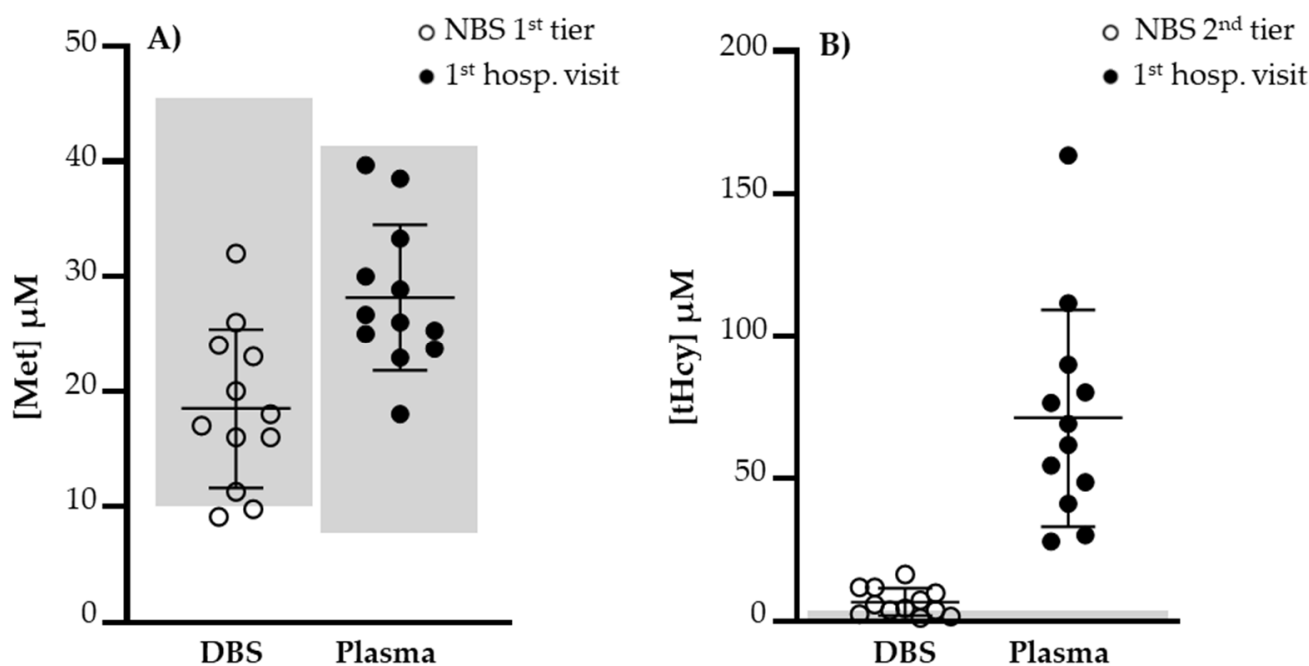 A)
NBS 1st tier
1st hosp. visit
[Met] µM
50
40
30
20
10
0
DBS
Plasma
B)
NBS 2nd tier
1st hosp. visit
[tHcy] µM
200
150
100
50
0
DBS
Plasma